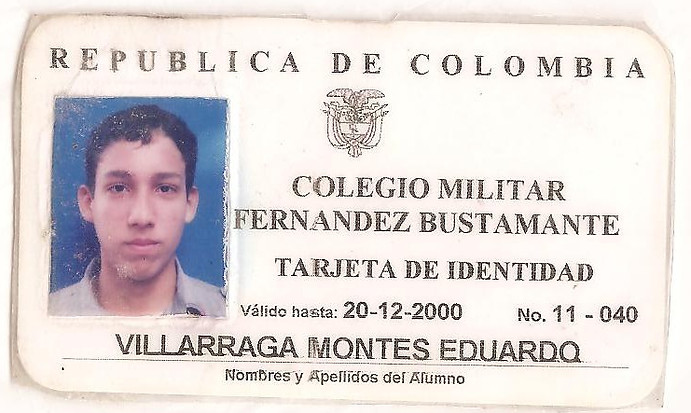 REPUBLICA DE COLOMBIA
COLEGIO MILITAR
FERNANDEZ BUSTAMANTE
TARJETA DE IDENTIDAD
Válido hasta: 20-12-2000 No. 11 - 040
VILLARRAGA MONTES EDUARDO
Nombres y Apellidos del Alumno